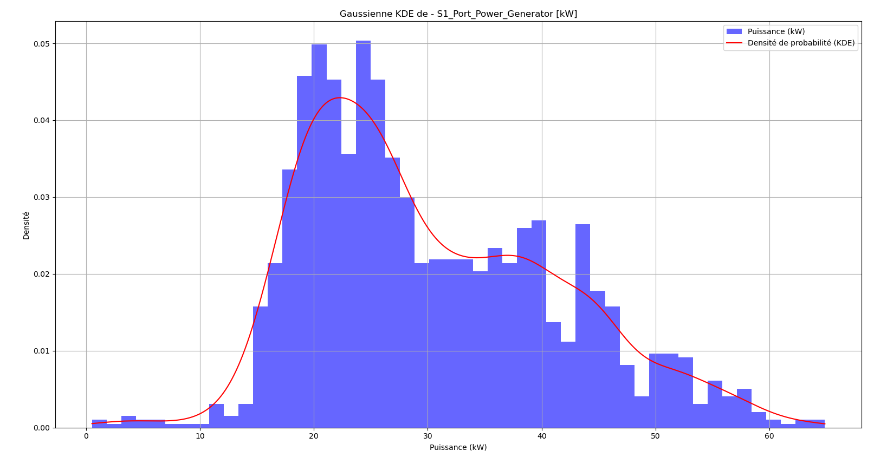 Gaussienne KDE de - S1_Port_Power_Generator [kW]
Puissance (kW)
Densité de probabilité (KDE)
0.05
0.04
0.03
0.02
0.01
0.00
Densité
0 10 20 30 40 50 60
Puissance (kW)